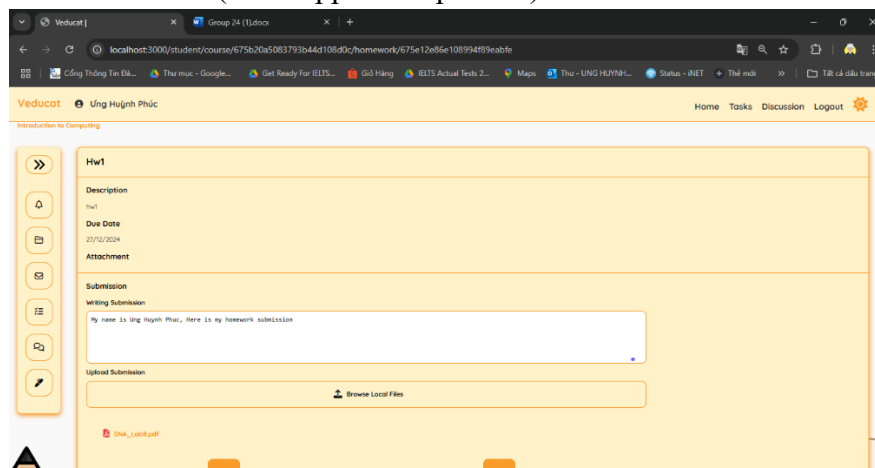 Veducat |
Group 24 (1).docx
localhost:3000/student/course/675b20a5083793b44d108d0c/homework/675e12e86e108994f89eabfe
Cổng Thông Tin Đà...
Thư mục - Google...
Get Ready For IELTS...
Giỏ Hàng
IELTS Actual Tests 2...
Maps
Thư - UNG HUYNH...
Status - iNET
Thẻ mới
Tất cả dấu trang
Veducat
Ứng Huỳnh Phúc
Home
Tasks
Discussion
Logout
Introduction to Computing
Hw1
Description
hw1
Due Date
27/12/2024
Attachment
Submission
Writing Submission
My name is Ung Huynh Phuc, Here is my homework submission
Upload Submission
Browse Local Files
SNA_Lab8.pdf